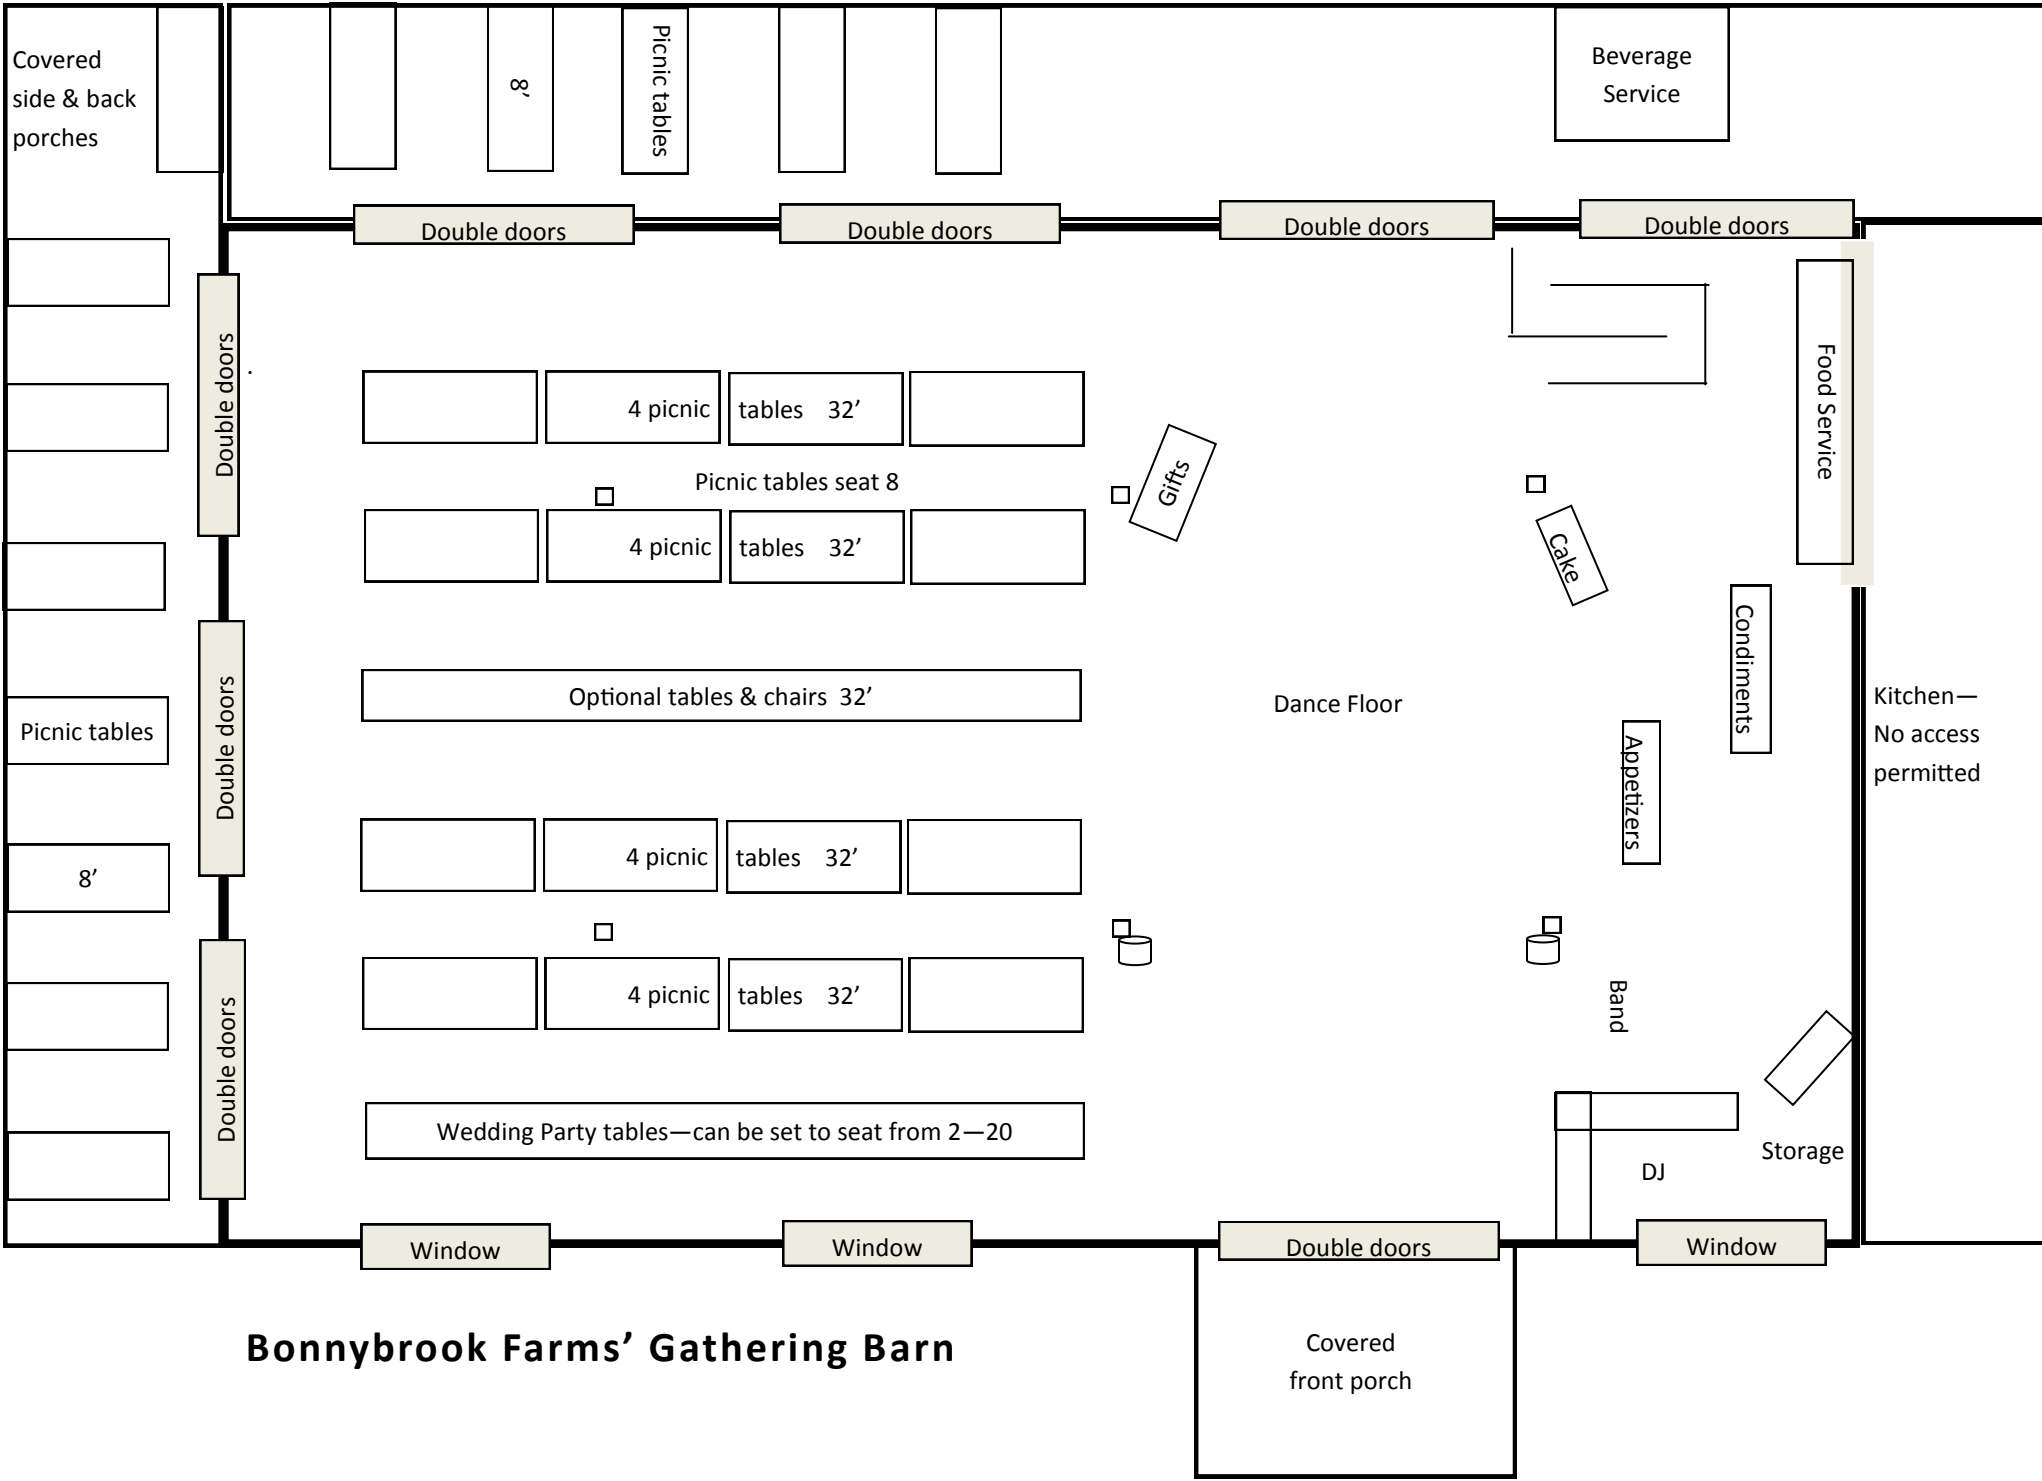 Covered
side & back
porches
8’
Picnic tables
Beverage
Service
Double doors
Double doors
Double doors
Double doors
Double doors
.
4 picnic tables 32’
Food Service
Picnic tables seat 8
Gifts
4 picnic tables 32’
Cake
Optional tables & chairs 32’
Dance Floor
Condiments
Kitchen—
No access
permitted
Picnic tables
Double doors
Appetizers
4 picnic tables 32’
8’
4 picnic tables 32’
Band
Double doors
Wedding Party tables—can be set to seat from 2—20
Storage
DJ
Window
Window
Double doors
Window
Bonnybrook Farms’ Gathering Barn
Covered
front porch